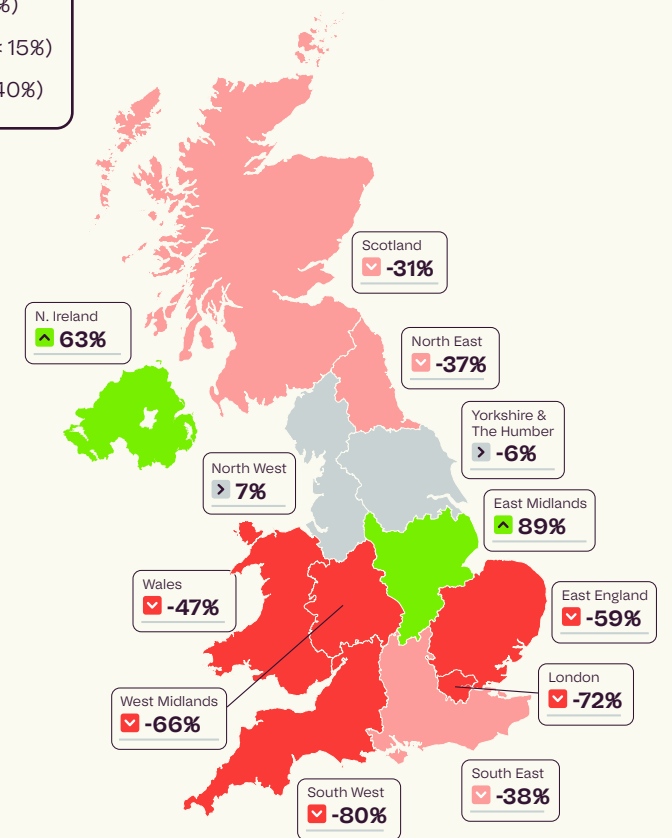 %)
15%)
40%)
Scotland
-31%
N. Ireland
63%
North East
-37%
Yorkshire &
The Humber
-6%
North West
7%
East Midlands
89%
Wales
-47%
East England
-59%
London
-72%
West Midlands
-66%
South East
-38%
South West
-80%